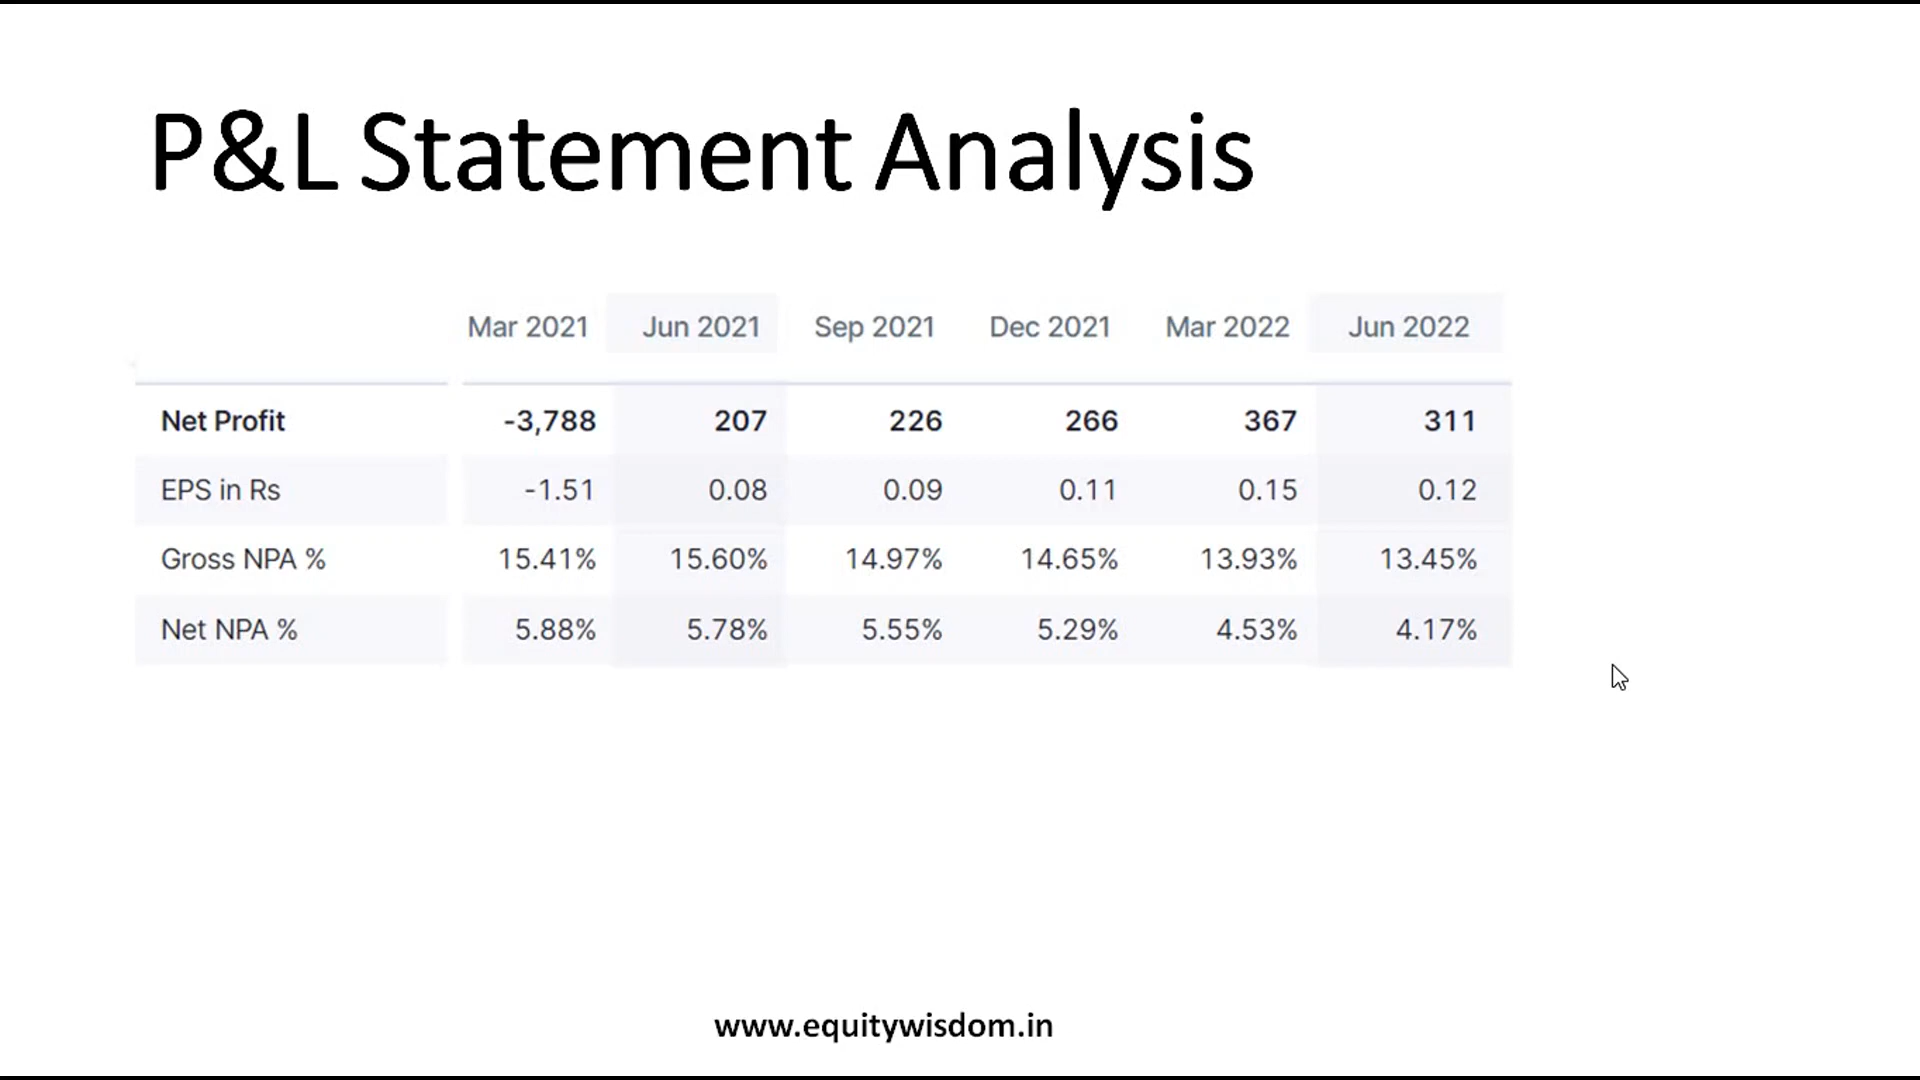 P&L Statement Analysis
Mar 2021 Jun 2021 Sep 2021 Dec 2021 Mar 2022 Jun 2022
Net Profit -3,788 207 226 266 367 311
EPS in Rs -1.51 0.08 0.09 0.11 0.15 0.12
Gross NPA % 15.41% 15.60% 14.97% 14.65% 13.93% 13.45%
Net NPA % 5.88% 5.78% 5.55% 5.29% 4.53% 4.17%
www.equitywisdom.in